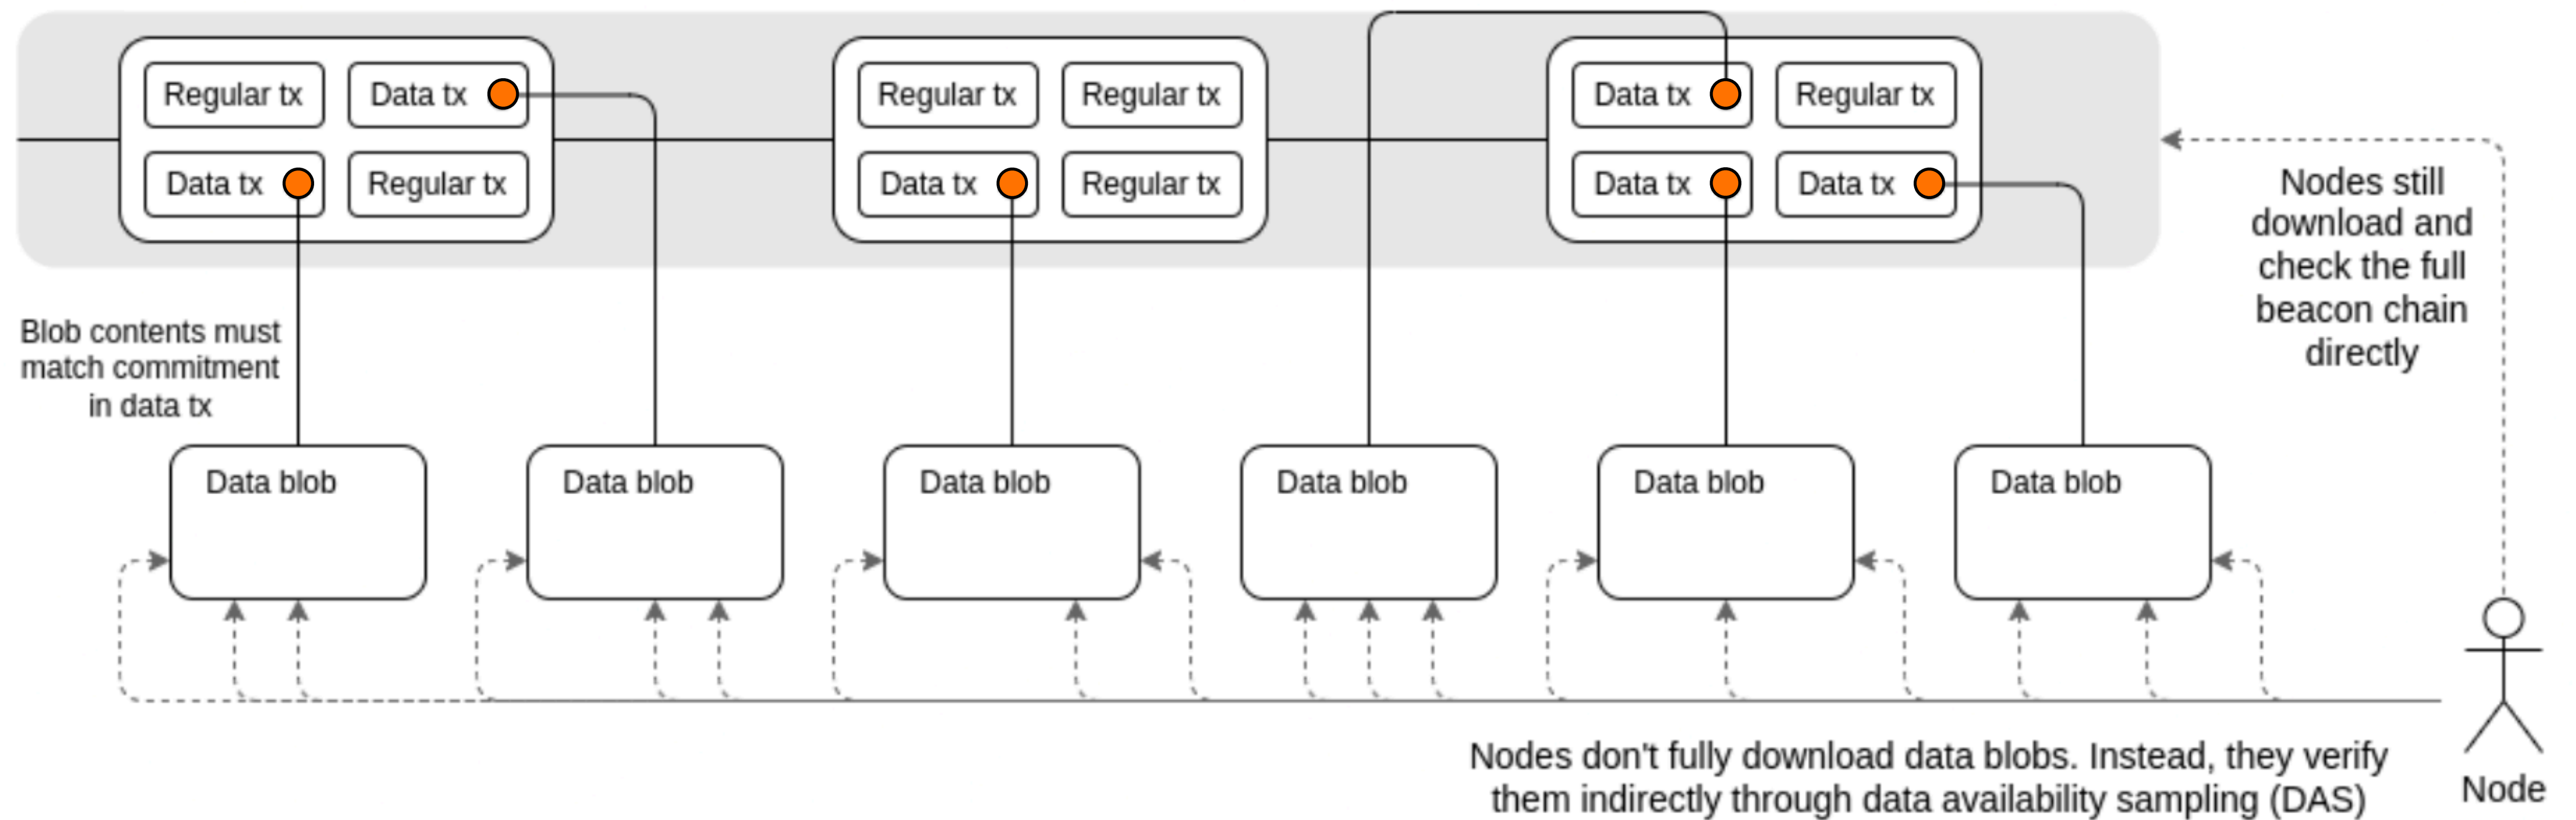 Regular tx
Data tx
Data tx
Regular tx
Regular tx
Regular tx
Data tx
Regular tx
Data tx
Regular tx
Data tx
Data tx
Nodes still
download and
check the full
beacon chain
directly
Blob contents must
match commitment
in data tx
Data blob
Data blob
Data blob
Data blob
Data blob
Data blob
Nodes don't fully download data blobs. Instead, they verify
them indirectly through data availability sampling (DAS)
Node